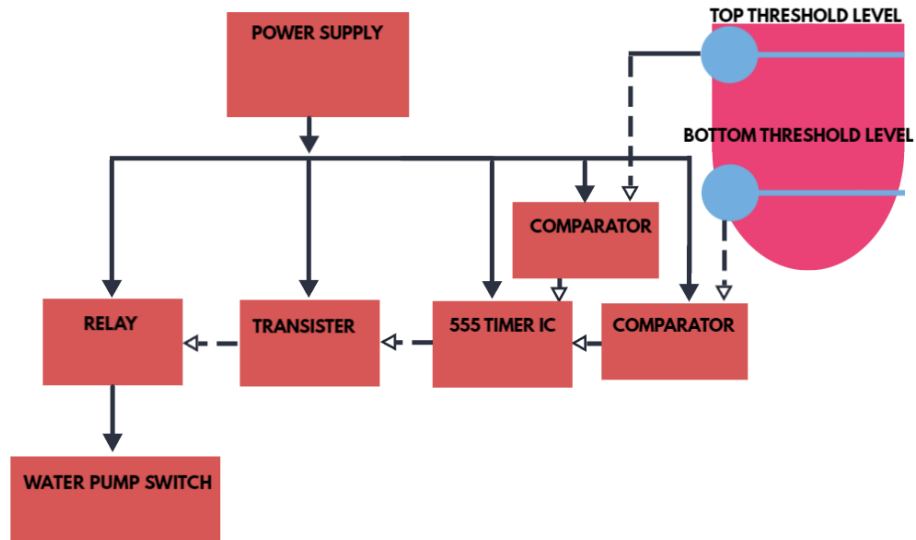 TOP THRESHOLD LEVEL
POWER SUPPLY
BOTTOM THRESHOLD LEVEL
COMPARATOR
RELAY
TRANSISTER
555 TIMER IC
COMPARATOR
WATER PUMP SWITCH